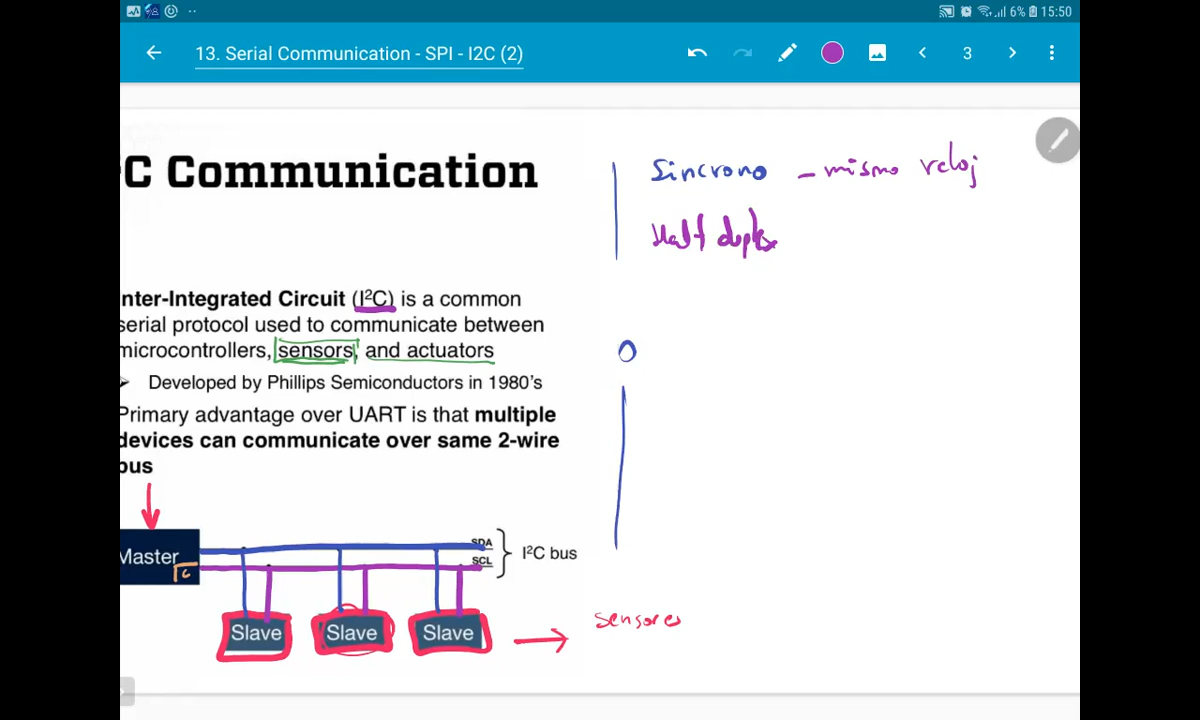 6% 15:50
13. Serial Communication - SPI - I2C (2)
3
C Communication
Sincrono - mismo reloj
Half duplex
nter-Integrated Circuit (I²C) is a common
serial protocol used to communicate between
microcontrollers, sensors, and actuators
Developed by Phillips Semiconductors in 1980's
Primary advantage over UART is that multiple
devices can communicate over same 2-wire
bus
Master
SDA
SCL
I²C bus
Slave
Slave
Slave
sensores